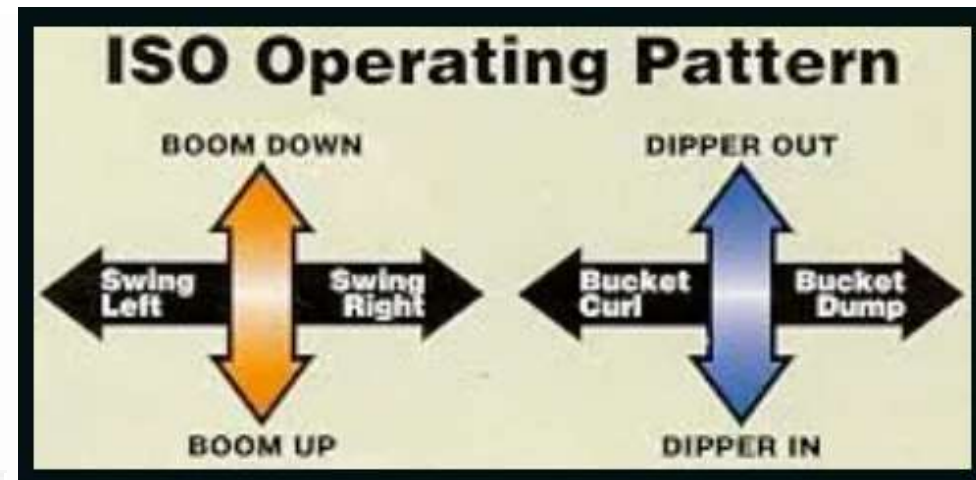 ISO Operating Pattern
BOOM DOWN
Swing
Left
Swing
Right
BOOM UP
DIPPER OUT
Bucket
Curl
Bucket
Dump
DIPPER IN